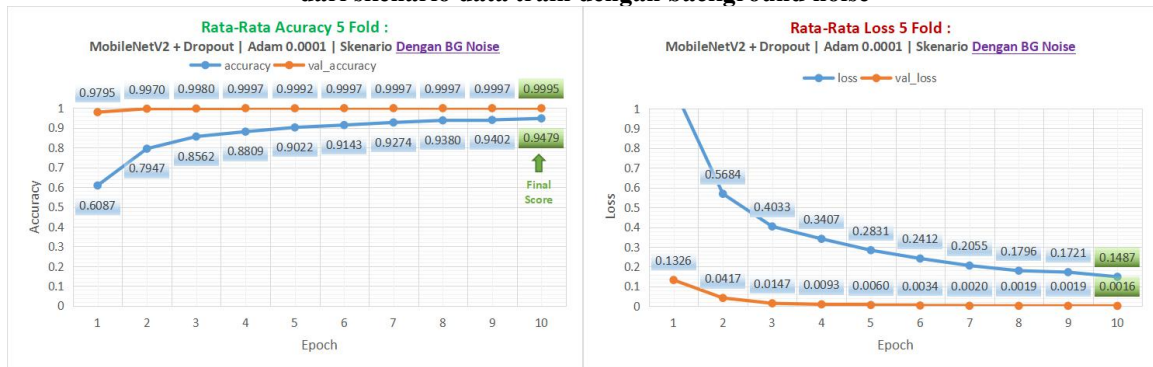 dari skenario data train dengan background noise
Rata-Rata Acuracy 5 Fold :
MobileNetV2 + Dropout | Adam 0.0001 | Skenario Dengan BG Noise
accuracy val_accuracy
0.9795 0.9970 0.9980 0.9997 0.9992 0.9997 0.9997 0.9997 0.9997 0.9995
1
0.9
0.8
0.7
0.6
0.5
0.4
0.3
0.2
0.1
0
0.6087 0.7947 0.8562 0.8809 0.9022 0.9143 0.9274 0.9380 0.9402 0.9479
Final
Score
Accuracy
1 2 3 4 5 6 7 8 9 10
Epoch
Rata-Rata Loss 5 Fold :
MobileNetV2 + Dropout | Adam 0.0001 | Skenario Dengan BG Noise
loss val_loss
1
0.9
0.8
0.7
0.6
0.5
0.4
0.3
0.2
0.1
0
0.5684 0.4033 0.3407 0.2831 0.2412 0.2055 0.1796 0.1721 0.1487
0.1326 0.0417 0.0147 0.0093 0.0060 0.0034 0.0020 0.0019 0.0019 0.0016
Loss
1 2 3 4 5 6 7 8 9 10
Epoch